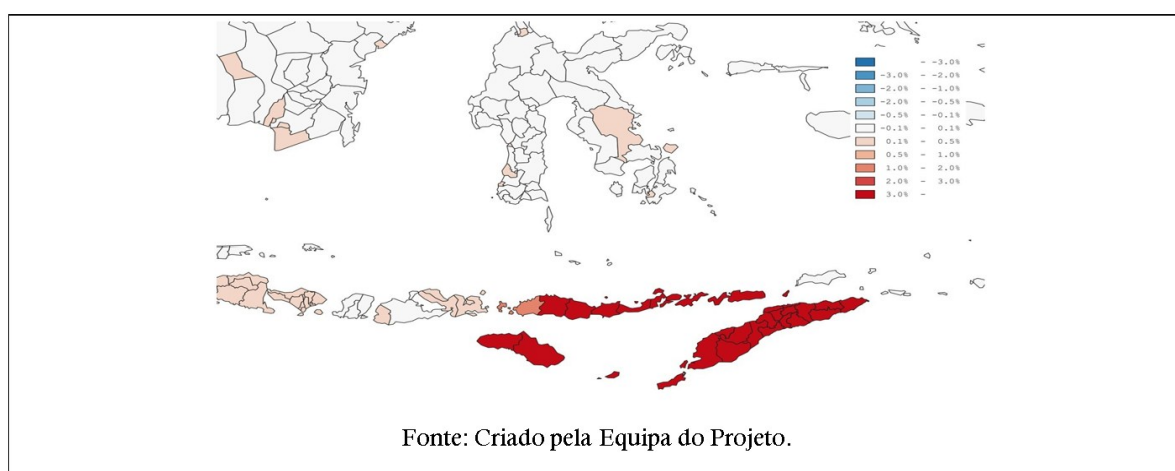 - -3.0%
-3.0% - -2.0%
-2.0% - -1.0%
-2.0% - -0.5%
-0.5% - -0.1%
-0.1% - 0.1%
0.1% - 0.5%
0.5% - 1.0%
1.0% - 2.0%
2.0% - 3.0%
3.0% -
Fonte: Criado pela Equipa do Projeto.